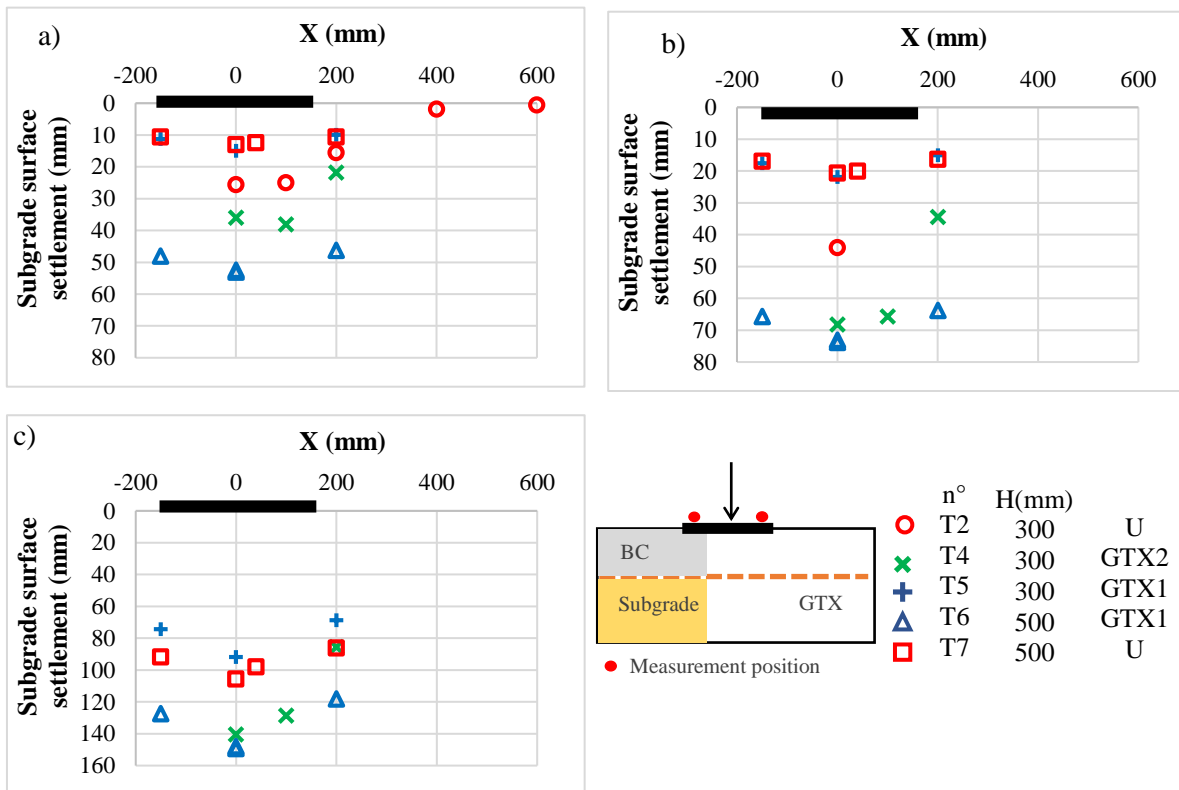 a)
X (mm)
-200 0 200 400 600
0
10
20
30
40
50
60
70
80
Subgrade surface
settlement (mm)
b)
X (mm)
-200 0 200 400 600
0
10
20
30
40
50
60
70
80
Subgrade surface
settlement (mm)
c)
X (mm)
-200 0 200 400 600
0
20
40
60
80
100
120
140
160
Subgrade surface
settlement (mm)
BC
Subgrade
GTX
Measurement position
n° H(mm)
T2 300 U
T4 300 GTX2
T5 300 GTX1
T6 500 GTX1
T7 500 U